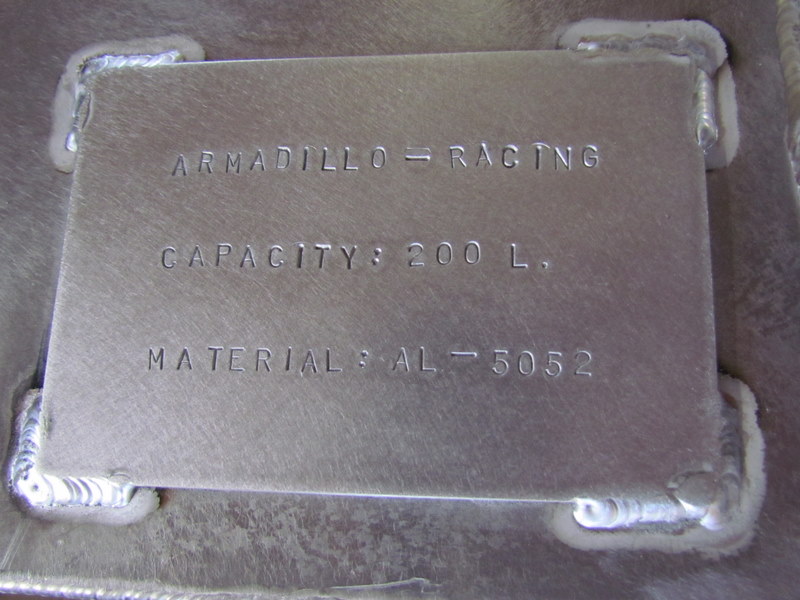 ARMADILLO - RACING
CAPACITY: 200 L.
MATERIAL: AL - 5052